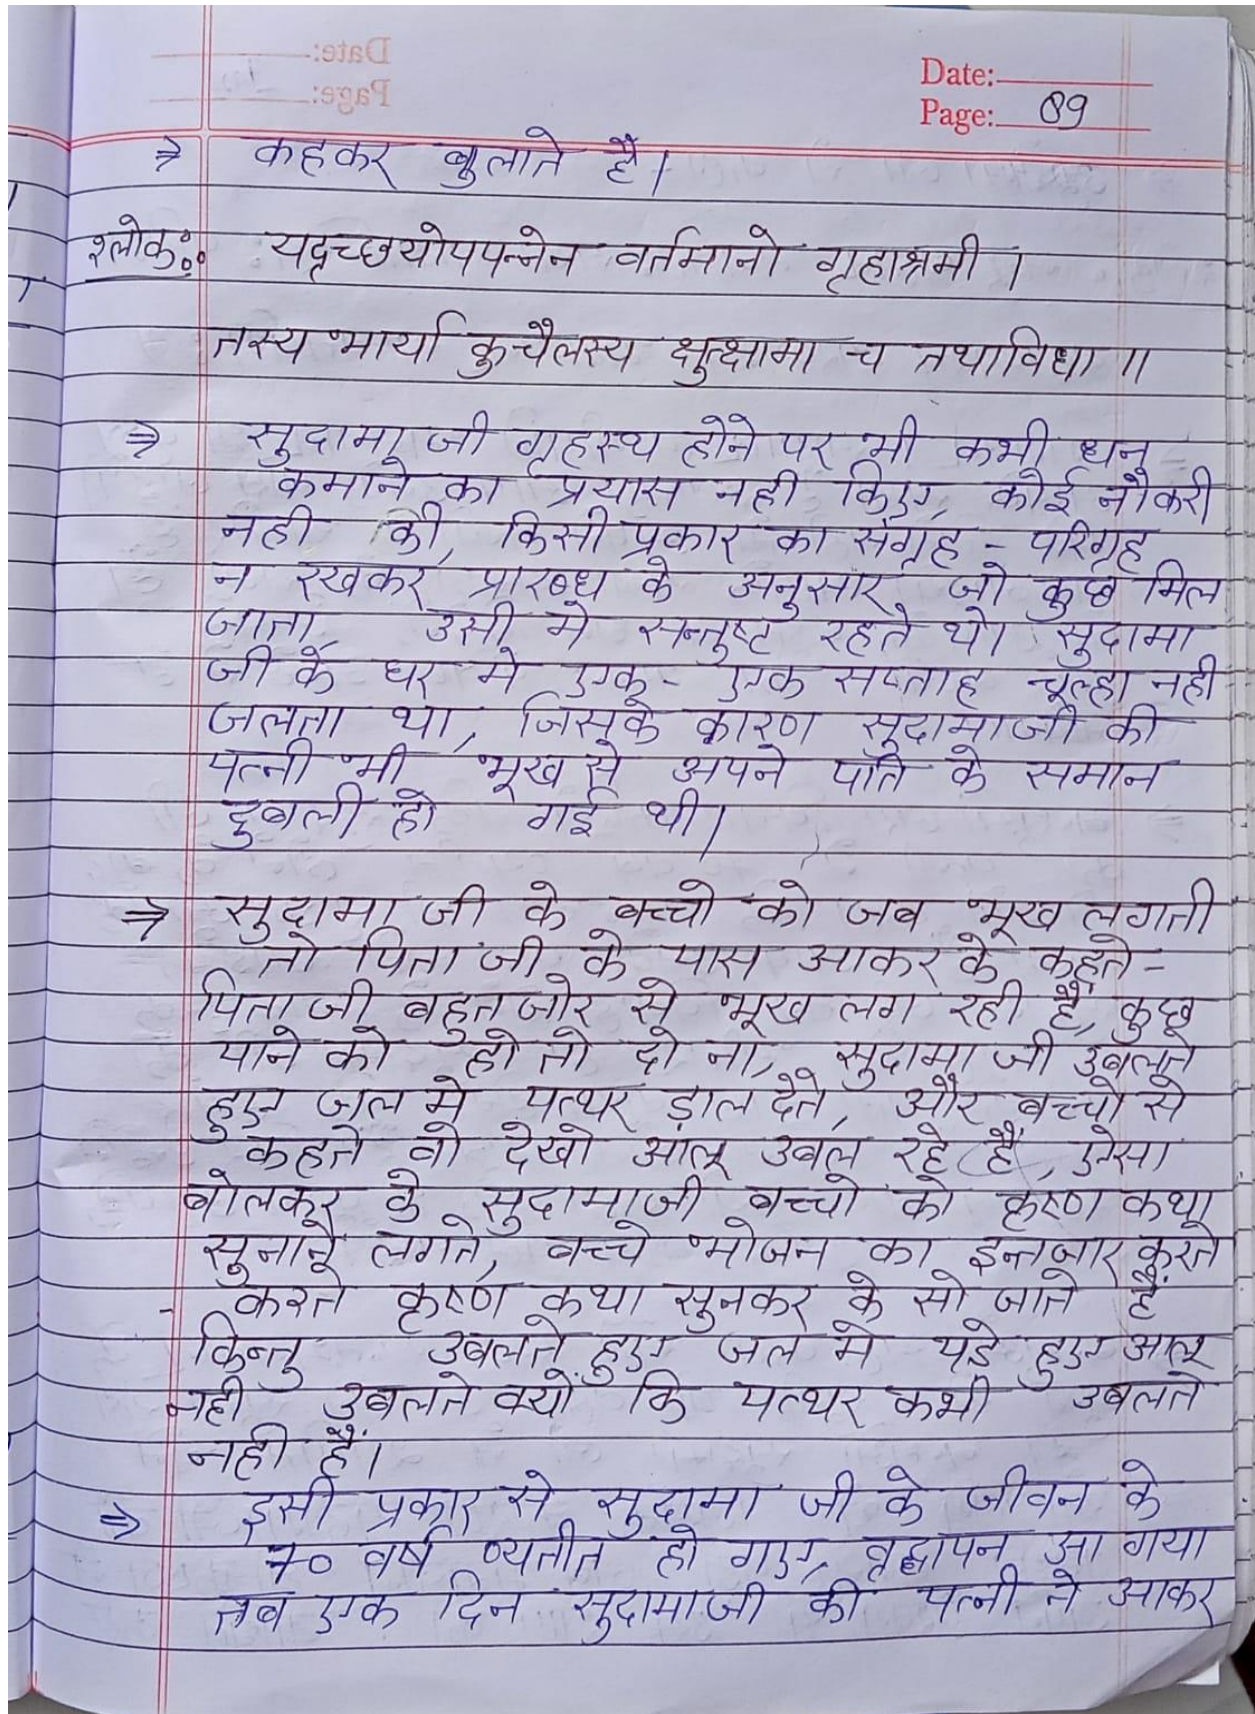 Date:
Page: 89
⇒ कहकर बुलाते है।
श्लोक: यदृच्छयोपपन्नेन वर्तमानो गृहाश्रमी ।
तस्य भार्या कुचैलस्य क्षुत्क्षामा च तथाविधा ॥
⇒ सुदामा जी गृहस्थ होने पर भी कभी धन
कमाने का प्रयास नही किए, कोई नौकरी
नही की, किसी प्रकार का संग्रह - परिग्रह
न रखकर, प्रारब्ध के अनुसार जो कुछ मिल
जाता उसी मे सन्तुष्ट रहते थे। सुदामा
जी के घर मे एक - एक सप्ताह चूल्हा नही
जलता था, जिसके कारण सुदामा जी की
पत्नी भी भूख से अपने पति के समान
दुबली हो गई थी।
⇒ सुदामा जी के बच्चो को जब भूख लगती
तो पिता जी के पास आकर के कहते -
पिता जी बहुत जोर से भूख लग रही है, कुछ
पाने को हो तो दो ना, सुदामा जी उबलते
हुए जल मे पत्थर ड़ाल देते, और बच्चो से
कहते वो देखो आलू उबल रहे हैं, ऐसा
बोलकर के सुदामाजी बच्चो को कृष्ण कथा
सुनाने लगते, बच्चे भोजन का इन्तजार करते
- करते कृष्ण कथा सुनकर के सो जाते हैं
किन्तु उबलते हुए जल मे पड़े हुए आलू
नही उबलते क्यों कि पत्थर कभी उबलते
नही हैं।
⇒ इसी प्रकार से सुदामा जी के जीवन के
70 वर्ष व्यतीत हो गए, वृद्धापन आ गया
तब एक दिन सुदामाजी की पत्नी ने आकर